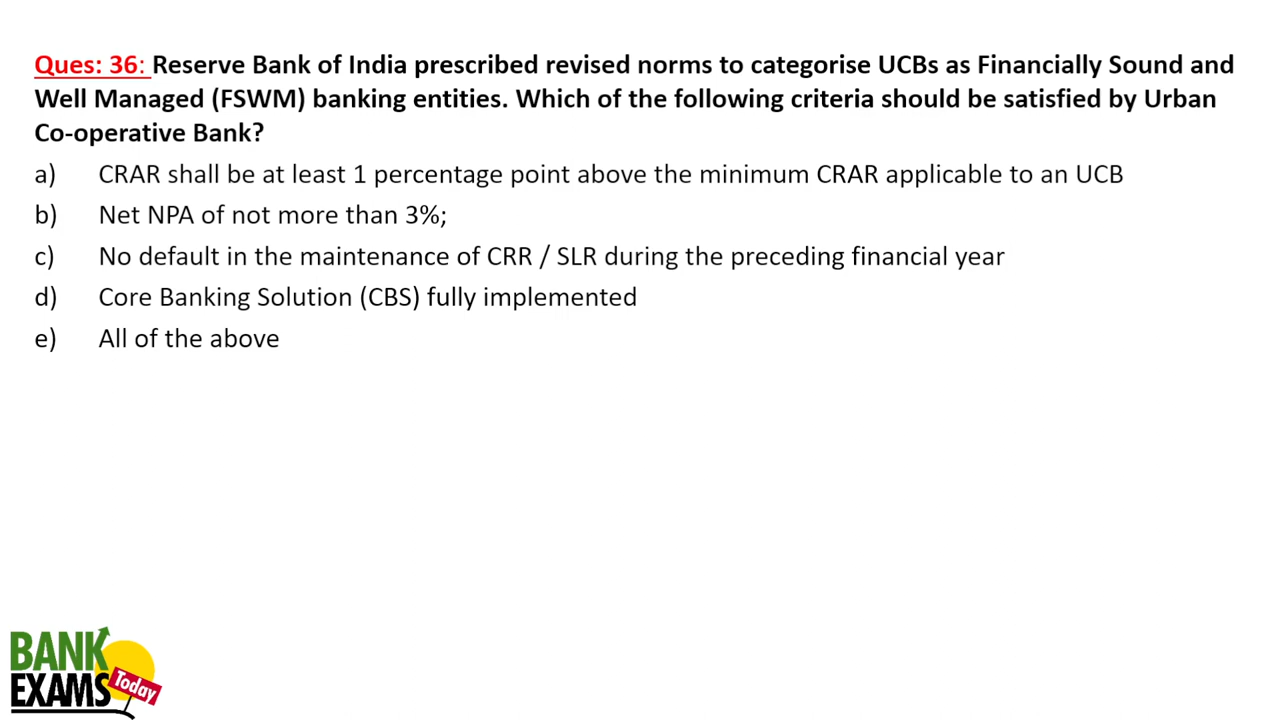 Ques: 36: Reserve Bank of India prescribed revised norms to categorise UCBs as Financially Sound and
Well Managed (FSWM) banking entities. Which of the following criteria should be satisfied by Urban
Co-operative Bank?
a) CRAR shall be at least 1 percentage point above the minimum CRAR applicable to an UCB
b) Net NPA of not more than 3%;
c) No default in the maintenance of CRR / SLR during the preceding financial year
d) Core Banking Solution (CBS) fully implemented
e) All of the above
BANK
EXAMS
Today